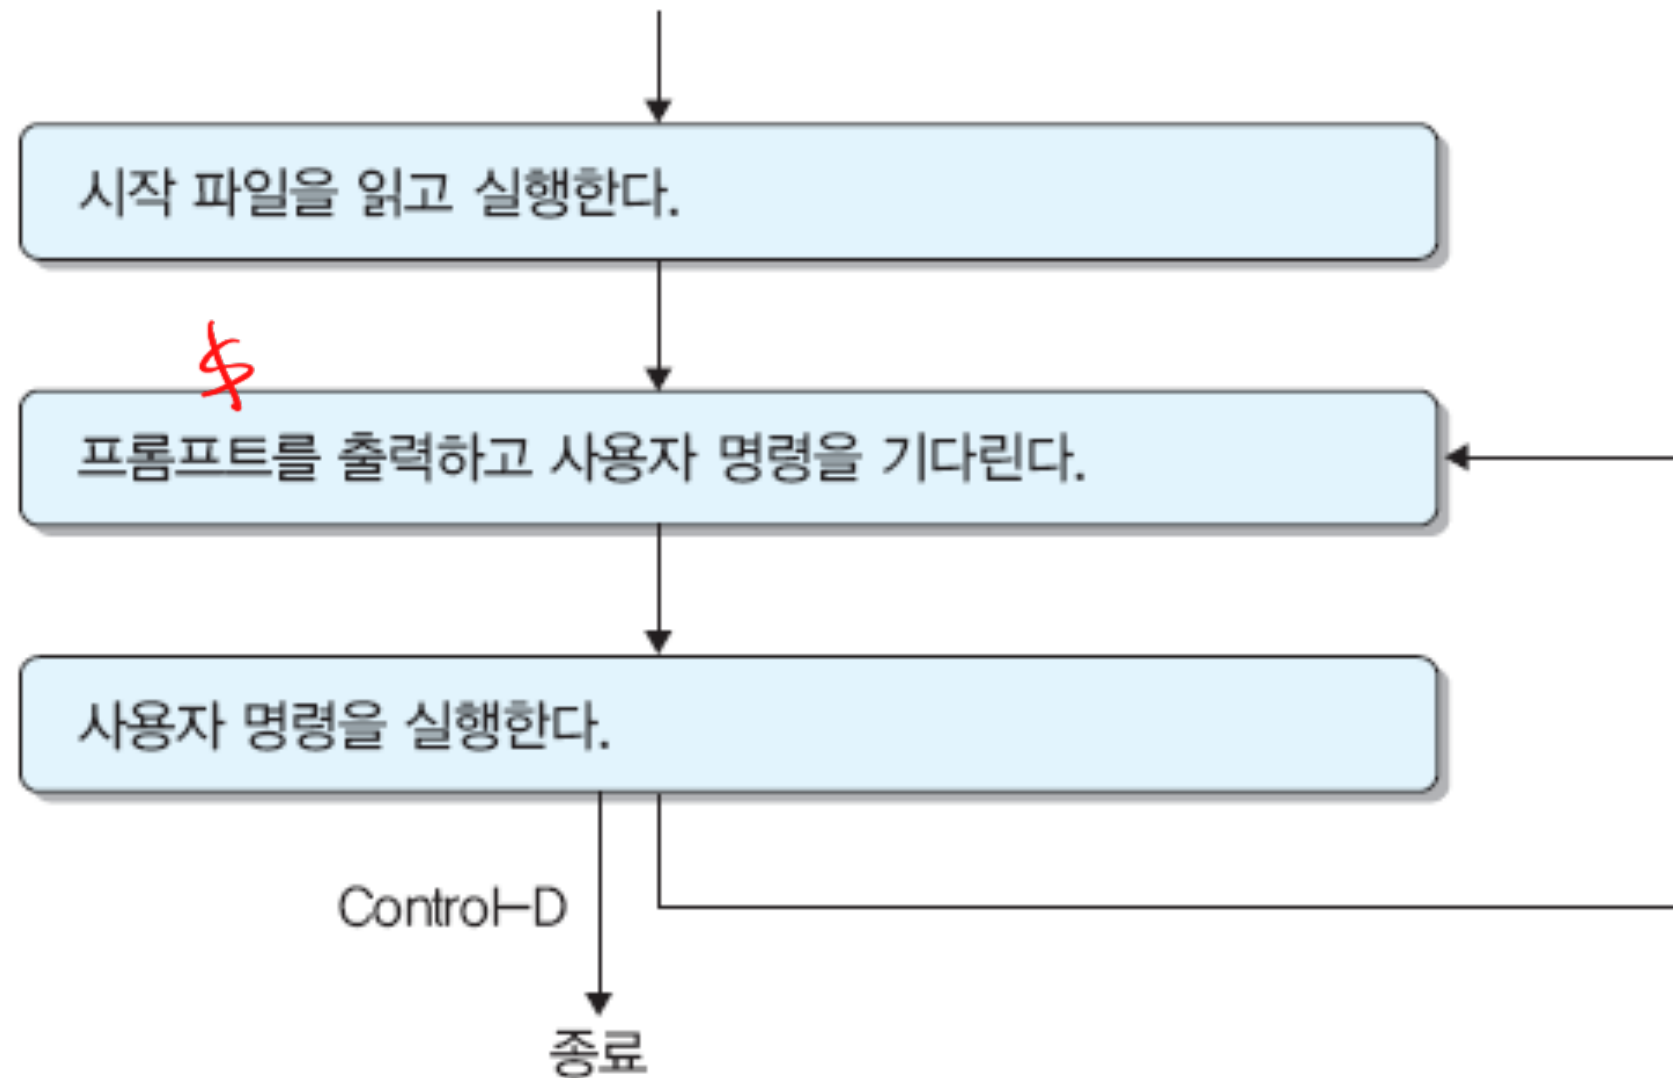 시작 파일을 읽고 실행한다.
$
프롬프트를 출력하고 사용자 명령을 기다린다.
사용자 명령을 실행한다.
Control-D
종료